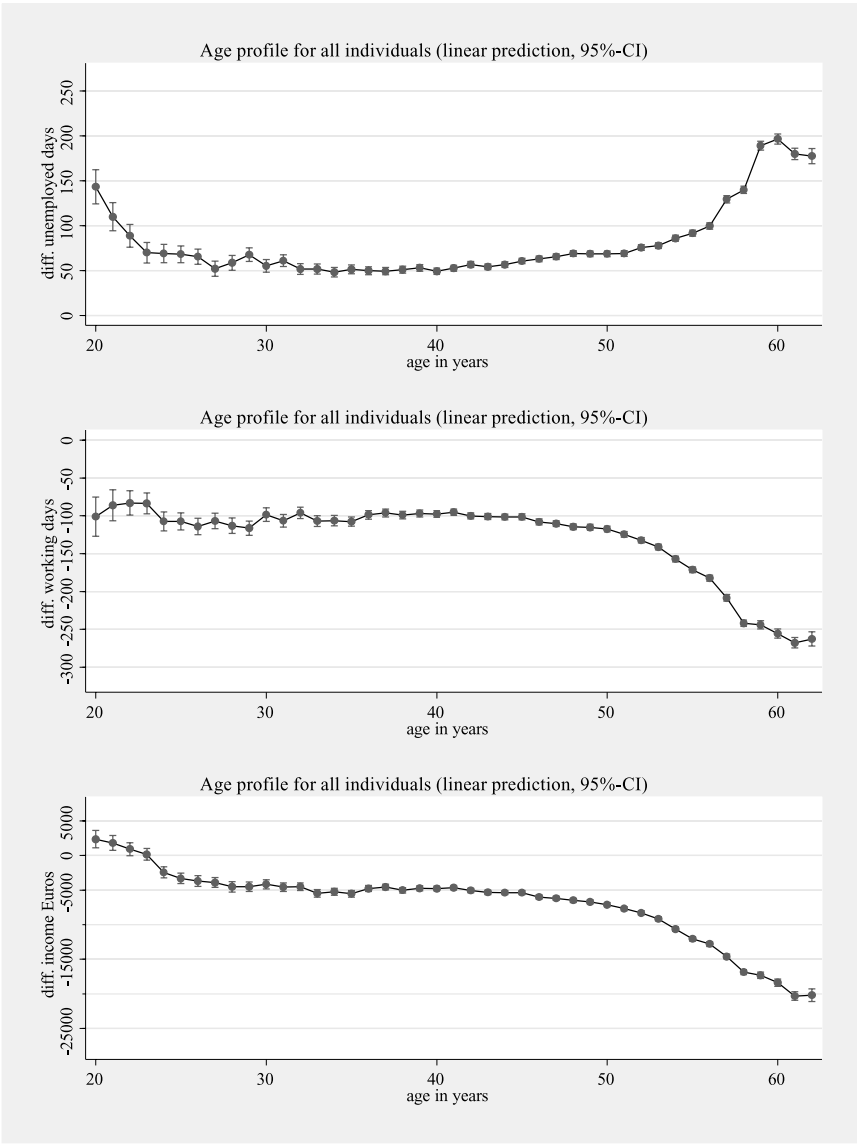 Age profile for all individuals (linear prediction, 95%-CI)
diff. unemployed days
250
200
150
100
50
0
20 30 40 50 60
age in years
Age profile for all individuals (linear prediction, 95%-CI)
diff. working days
0
-50
-100
-150
-200
-250
-300
20 30 40 50 60
age in years
Age profile for all individuals (linear prediction, 95%-CI)
diff. income Euros
5000
0
-5000
-15000
-25000
20 30 40 50 60
age in years